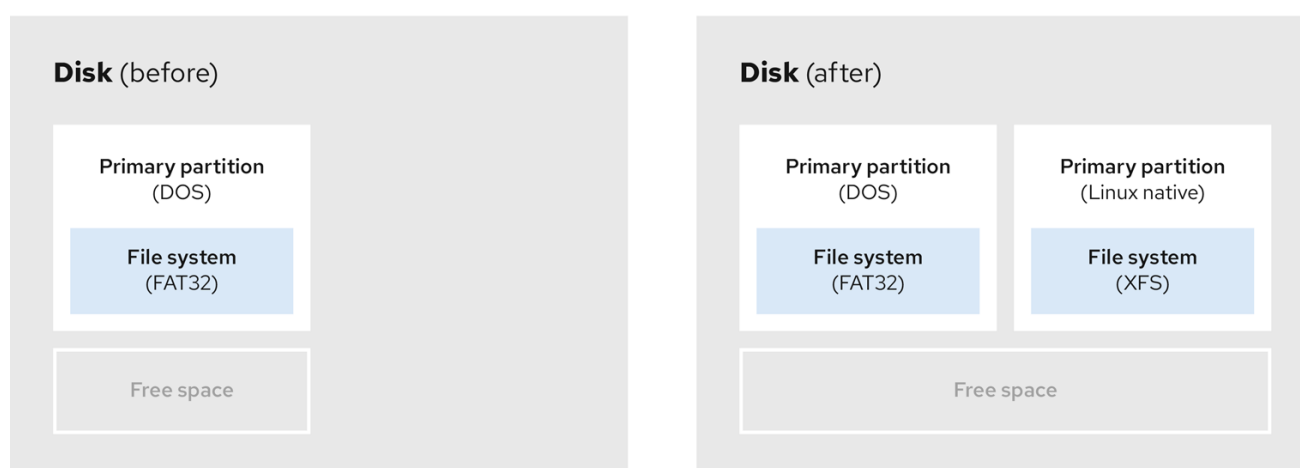 Disk (before)
Primary partition
(DOS)
File system
(FAT32)
Free space
Disk (after)
Primary partition
(DOS)
File system
(FAT32)
Primary partition
(Linux native)
File system
(XFS)
Free space